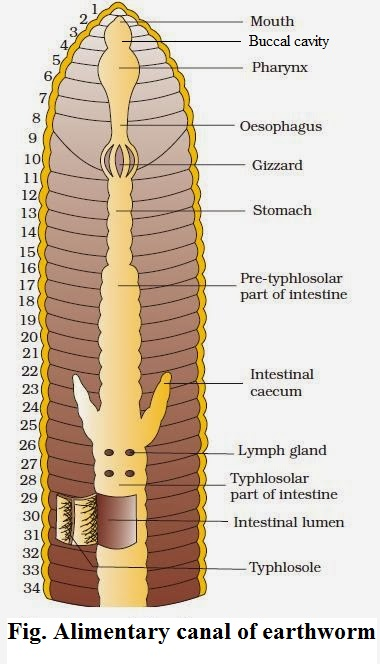 1
2
3
4
5
6
7
8
9
10
11
12
13
14
15
16
17
18
19
20
21
22
23
24
25
26
27
28
29
30
31
32
33
34
Mouth
Buccal cavity
Pharynx
Oesophagus
Gizzard
Stomach
Pre-typhlosolar
part of intestine
Intestinal
caecum
Lymph gland
Typhlosolar
part of intestine
Intestinal lumen
Typhlosole
Fig. Alimentary canal of earthworm